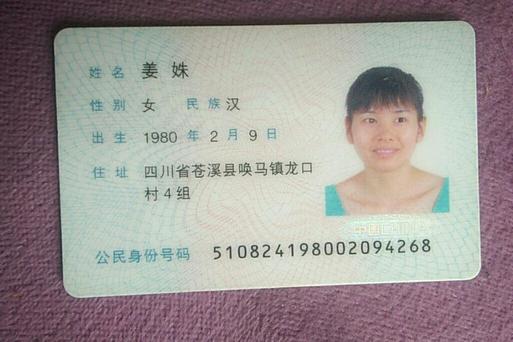 姓名 姜姝
性别 女 民族 汉
出生 1980 年 2 月 9 日
住址 四川省苍溪县唤马镇龙口
村4组
公民身份号码 510824198002094268